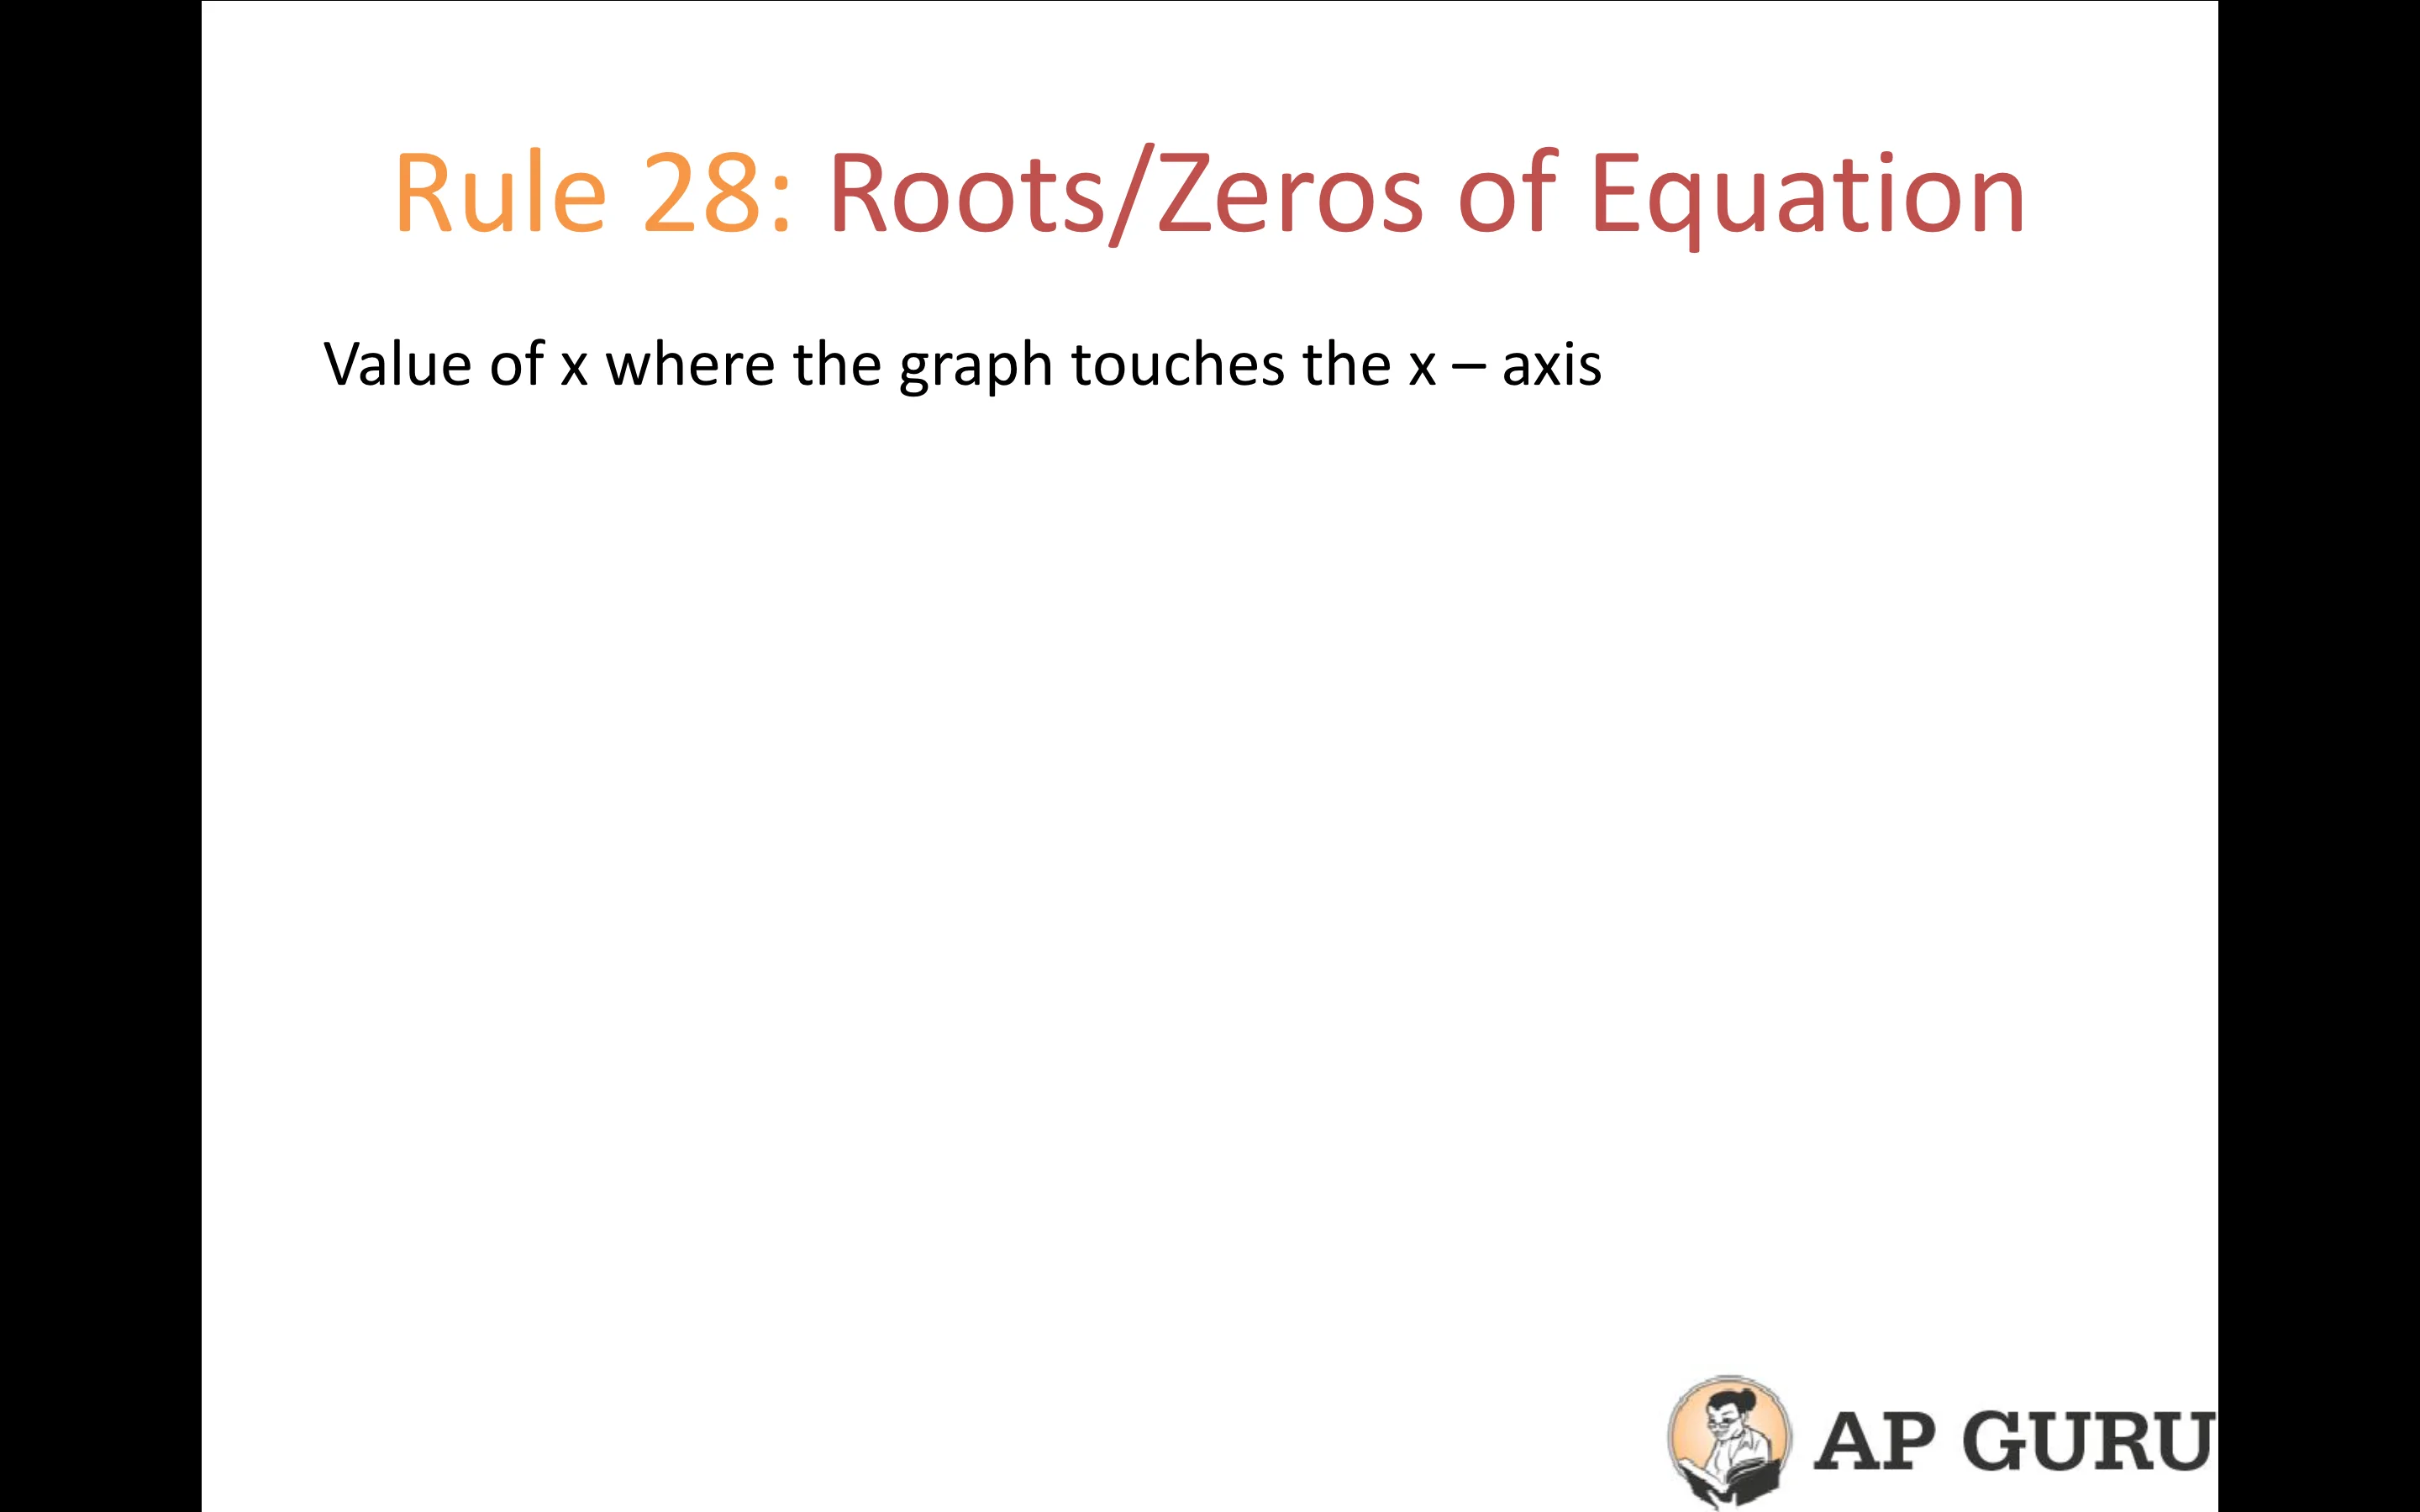 Rule 28: Roots/Zeros of Equation
Value of x where the graph touches the x – axis
AP GURU